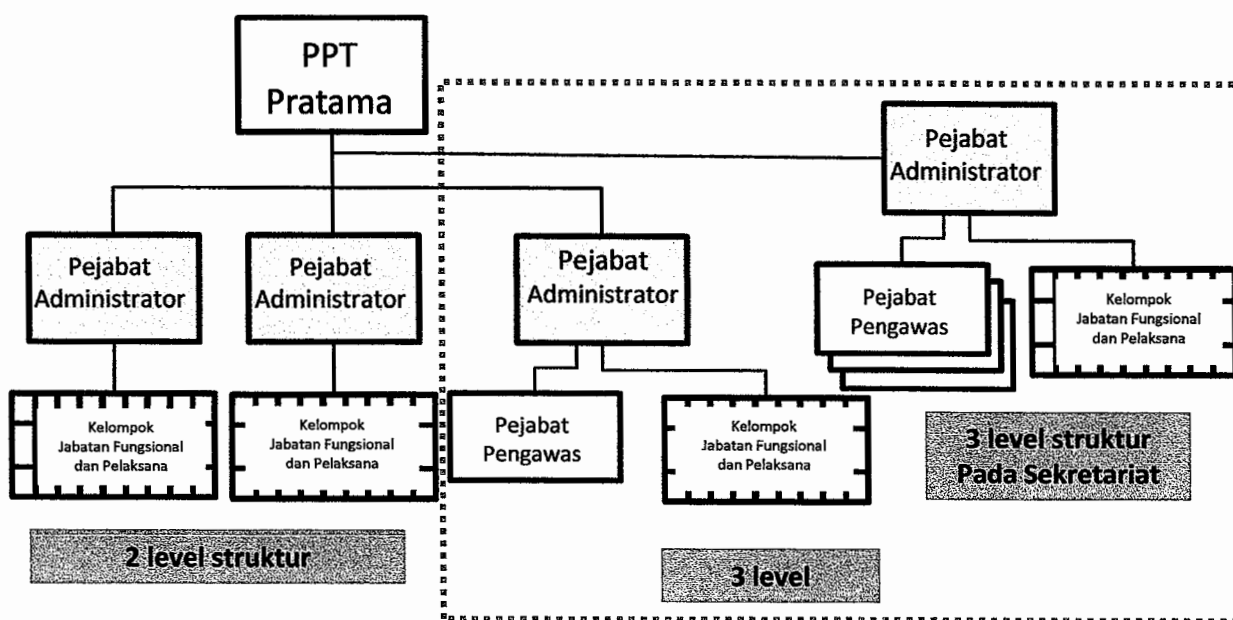 PPT
Pratama
Pejabat
Administrator
Pejabat
Administrator
Pejabat
Administrator
Pejabat
Administrator
Pejabat
Pengawas
Kelompok
Jabatan Fungsional
dan Pelaksana
Kelompok
Jabatan Fungsional
dan Pelaksana
Kelompok
Jabatan Fungsional
dan Pelaksana
Pejabat
Pengawas
Kelompok
Jabatan Fungsional
dan Pelaksana
3 level struktur
Pada Sekretariat
2 level struktur
3 level